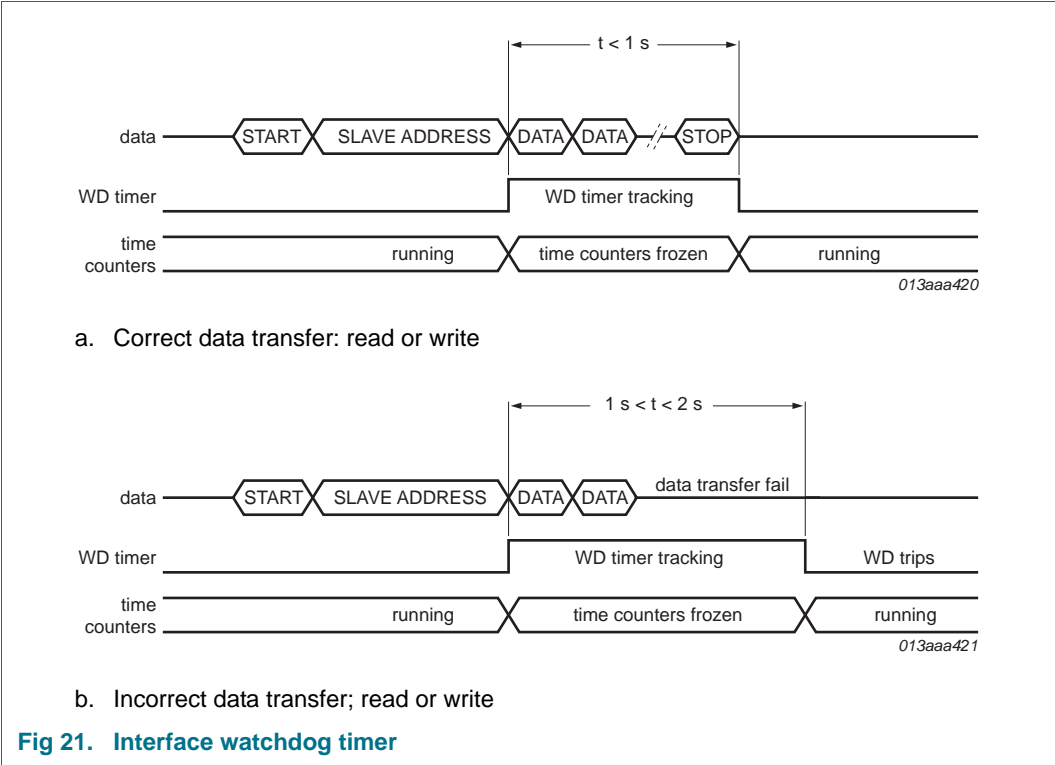 t < 1 s
data START SLAVE ADDRESS DATA DATA STOP
WD timer WD timer tracking
time
counters running time counters frozen running
013aaa420
a. Correct data transfer: read or write
1 s < t < 2 s
data START SLAVE ADDRESS DATA DATA data transfer fail
WD timer WD timer tracking WD trips
time
counters running time counters frozen running
013aaa421
b. Incorrect data transfer; read or write
Fig 21. Interface watchdog timer